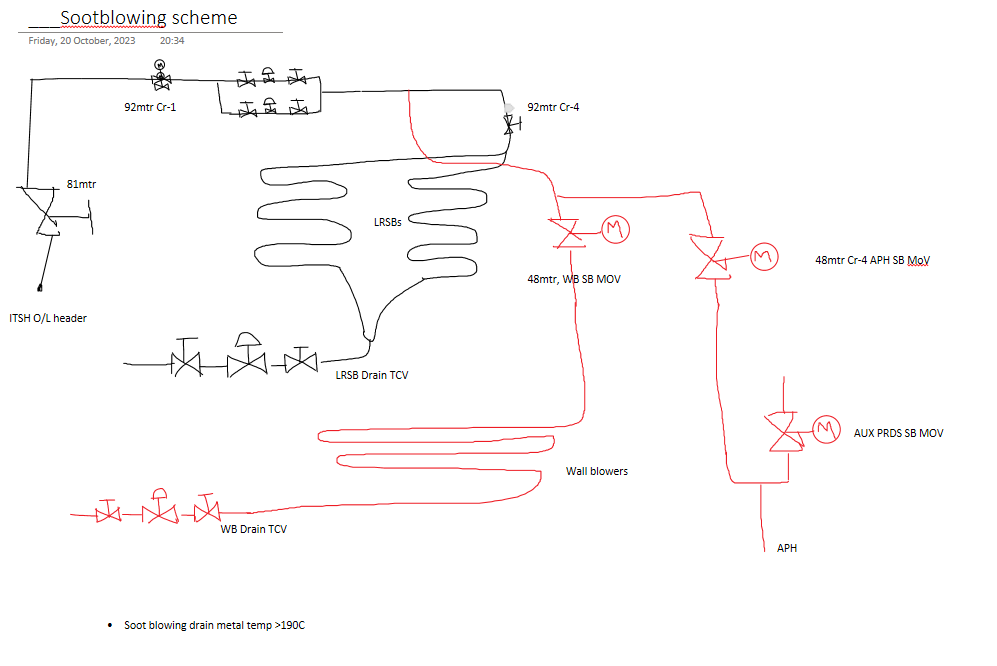 ___Sootblowing scheme
Friday, 20 October, 2023 20:34
M
92mtr Cr-1
92mtr Cr-4
81mtr
LRSBs
M
M
48mtr Cr-4 APH SB MoV
48mtr, WB SB MOV
ITSH O/L header
LRSB Drain TCV
M
AUX PRDS SB MOV
Wall blowers
WB Drain TCV
APH
• Soot blowing drain metal temp >190C